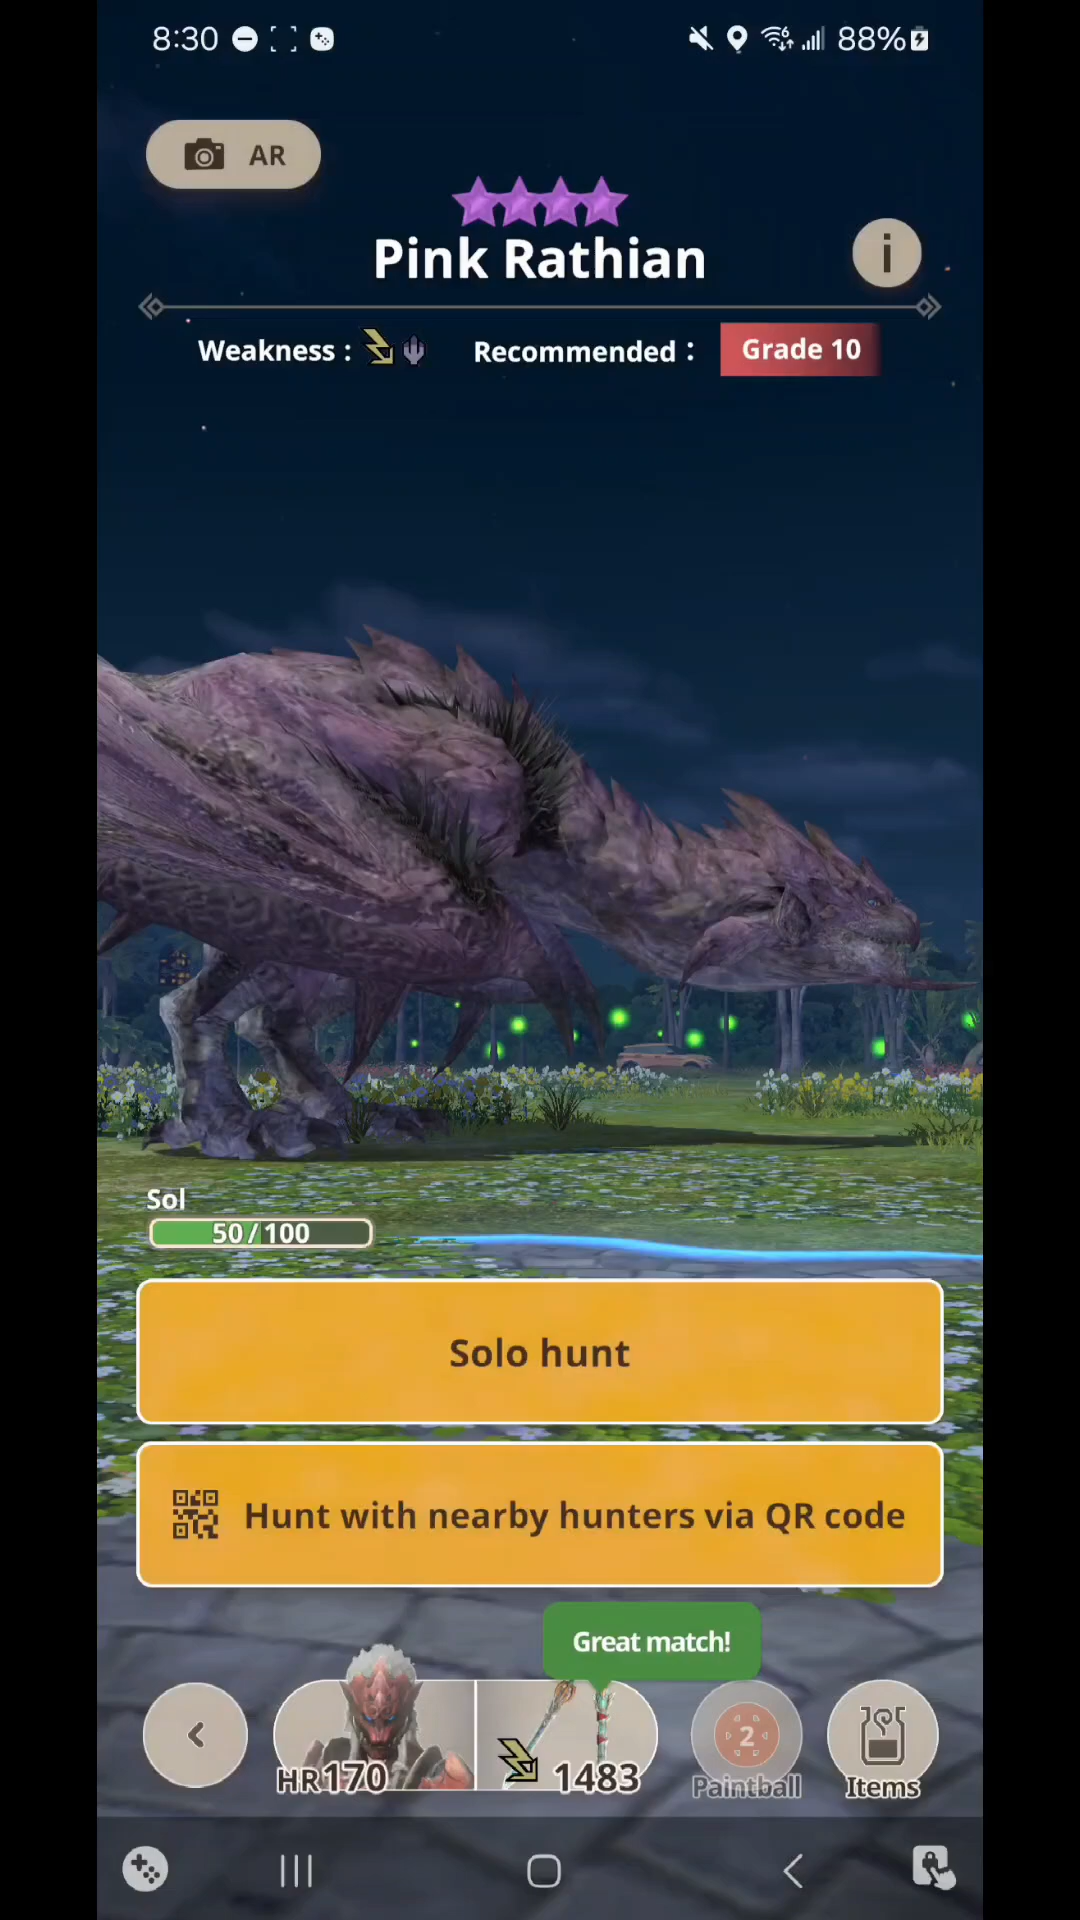 8:30
88%
AR
Pink Rathian
i
Weakness :
Recommended :
Grade 10
Sol
50/100
Solo hunt
Hunt with nearby hunters via QR code
Great match!
HR170
1483
2
Paintball
Items